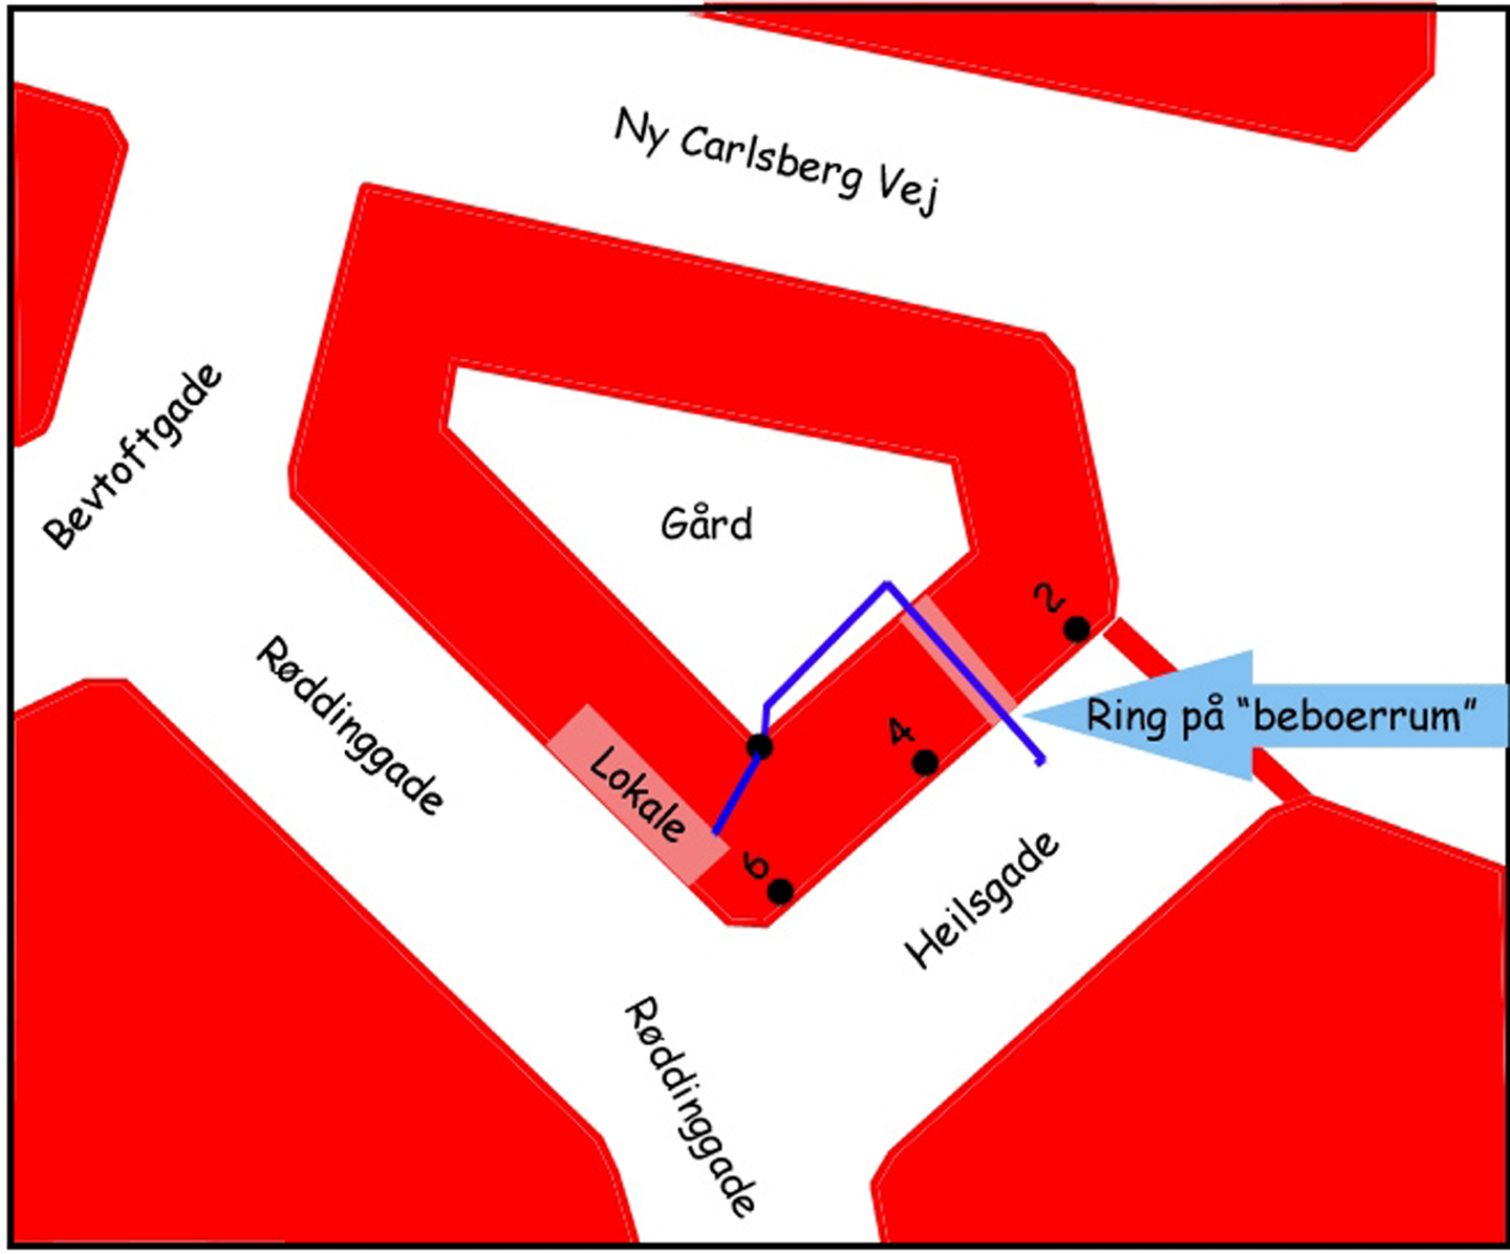 Ny Carlsberg Vej
Bevtoftgade
Gård
2
Ring på “beboerrum”
4
Røddinggade
Lokale
6
Heilsgade
Røddinggade